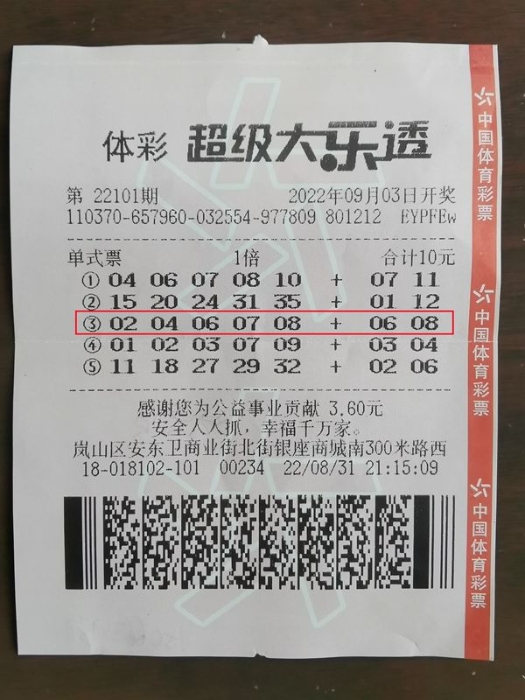 体彩 超级大乐透
第 22101期 2022年09月03日开奖
110370-657960-032554-977809 801212 EYPFEw
单式票 1倍 合计10元
① 04 06 07 08 10 + 07 11
② 15 20 24 31 35 + 01 12
③ 02 04 06 07 08 + 06 08
④ 01 02 03 07 09 + 03 04
⑤ 11 18 27 29 32 + 02 06
感谢您为公益事业贡献 3.60元
安全人人抓，幸福千万家。
岚山区安东卫商业街北街银座商城南300米路西
18-018102-101 00234 22/08/31 21:15:09
中国体育彩票
中国体育彩票
中国体育彩票